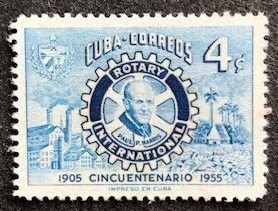 CUBA · CORREOS
4¢
ROTARY
PAUL P. HARRIS
INTERNATIONAL
1905 CINCUENTENARIO 1955
IMPRESO EN CUBA